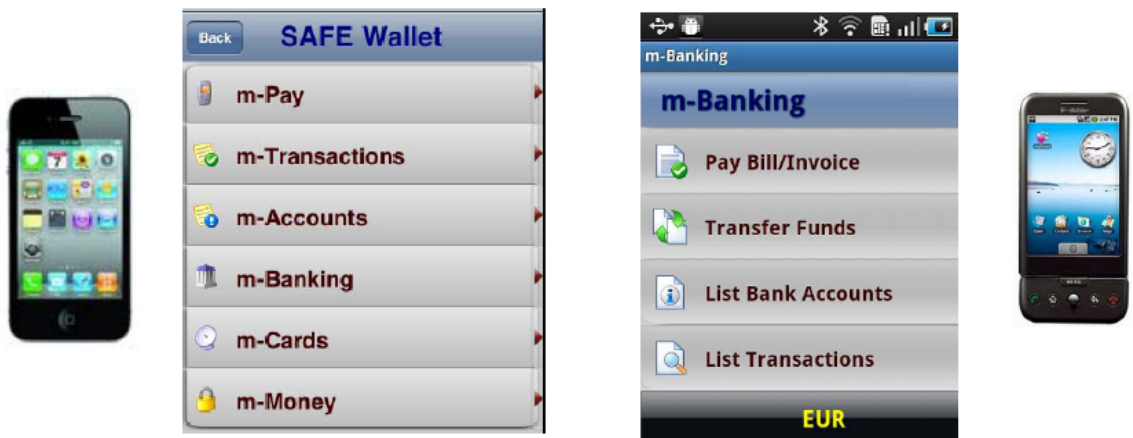 Back
SAFE Wallet
m-Pay
m-Transactions
m-Accounts
m-Banking
m-Cards
m-Money
m-Banking
m-Banking
Pay Bill/Invoice
Transfer Funds
List Bank Accounts
List Transactions
EUR